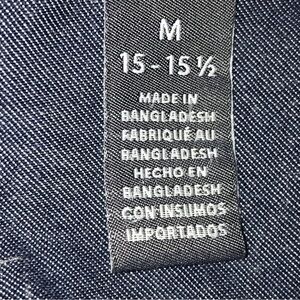 M
15-15 ½
MADE IN
BANGLADESH
FABRIQUÉ AU
BANGLADESH
HECHO EN
BANGLADESH
CON INSUMOS
IMPORTADOS